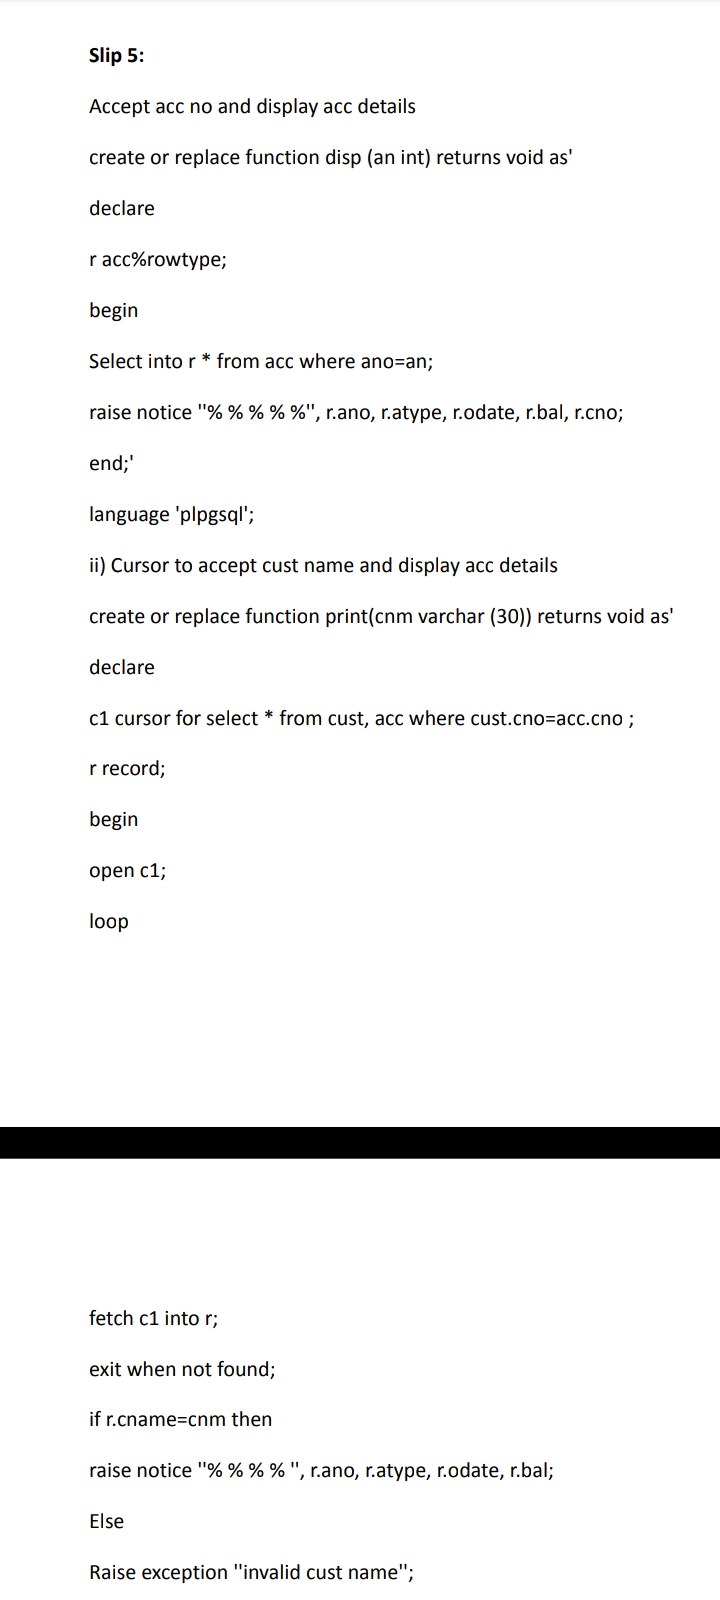 Slip 5:
Accept acc no and display acc details
create or replace function disp (an int) returns void as'
declare
r acc%rowtype;
begin
Select into r * from acc where ano=an;
raise notice ''% % % % %'', r.ano, r.atype, r.odate, r.bal, r.cno;
end;'
language 'plpgsql';
ii) Cursor to accept cust name and display acc details
create or replace function print(cnm varchar (30)) returns void as'
declare
c1 cursor for select * from cust, acc where cust.cno=acc.cno ;
r record;
begin
open c1;
loop
fetch c1 into r;
exit when not found;
if r.cname=cnm then
raise notice ''% % % % '', r.ano, r.atype, r.odate, r.bal;
Else
Raise exception ''invalid cust name'';